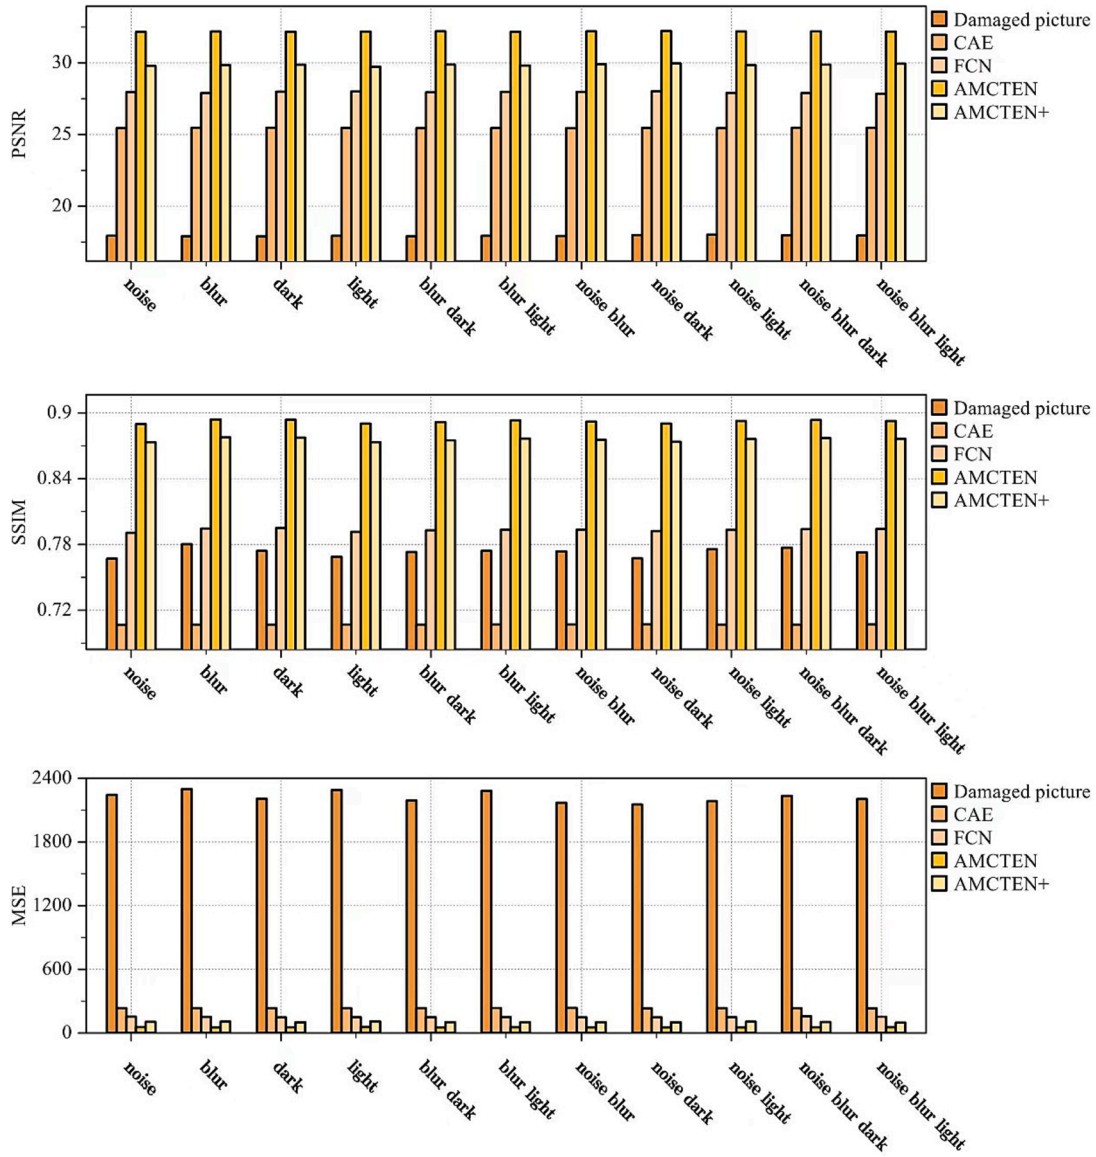 PSNR
30
25
20
noise
blur
dark
light
blur dark
blur light
noise blur
noise dark
noise light
noise blur dark
noise blur light
Damaged picture
CAE
FCN
AMCTEN
AMCTEN+
SSIM
0.9
0.84
0.78
0.72
noise
blur
dark
light
blur dark
blur light
noise blur
noise dark
noise light
noise blur dark
noise blur light
Damaged picture
CAE
FCN
AMCTEN
AMCTEN+
MSE
2400
1800
1200
600
0
noise
blur
dark
light
blur dark
blur light
noise blur
noise dark
noise light
noise blur dark
noise blur light
Damaged picture
CAE
FCN
AMCTEN
AMCTEN+